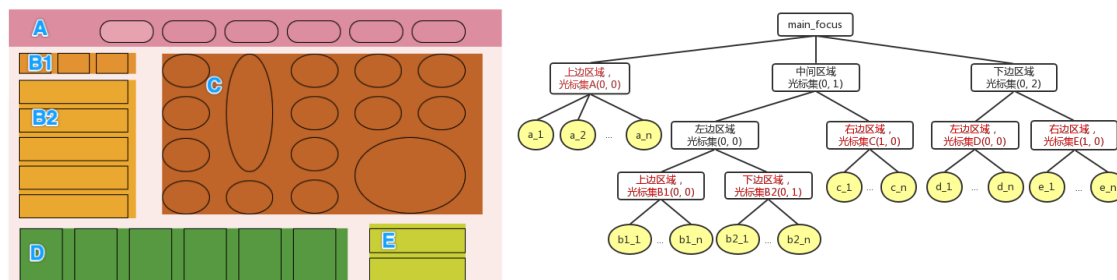 A
B1
C
B2
D
E
main_focus
上边区域，
光标集A(0, 0)
中间区域
光标集(0, 1)
下边区域
光标集(0, 2)
a_1
a_2
...
a_n
左边区域
光标集(0, 0)
右边区域，
光标集C(1, 0)
左边区域，
光标集D(0, 0)
右边区域，
光标集E(1, 0)
上边区域，
光标集B1(0, 0)
下边区域，
光标集B2(0, 1)
c_1
...
c_n
d_1
...
d_n
e_1
...
e_n
b1_1
...
b1_n
b2_1
...
b2_n